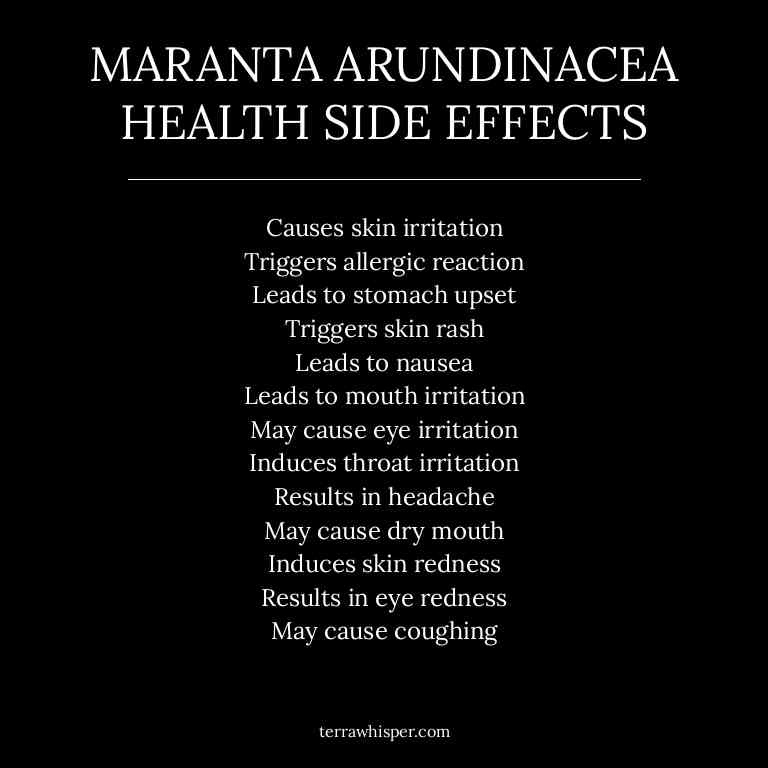 MARANTA ARUNDINACEA
HEALTH SIDE EFFECTS
Causes skin irritation
Triggers allergic reaction
Leads to stomach upset
Triggers skin rash
Leads to nausea
Leads to mouth irritation
May cause eye irritation
Induces throat irritation
Results in headache
May cause dry mouth
Induces skin redness
Results in eye redness
May cause coughing
terrawhisper.com